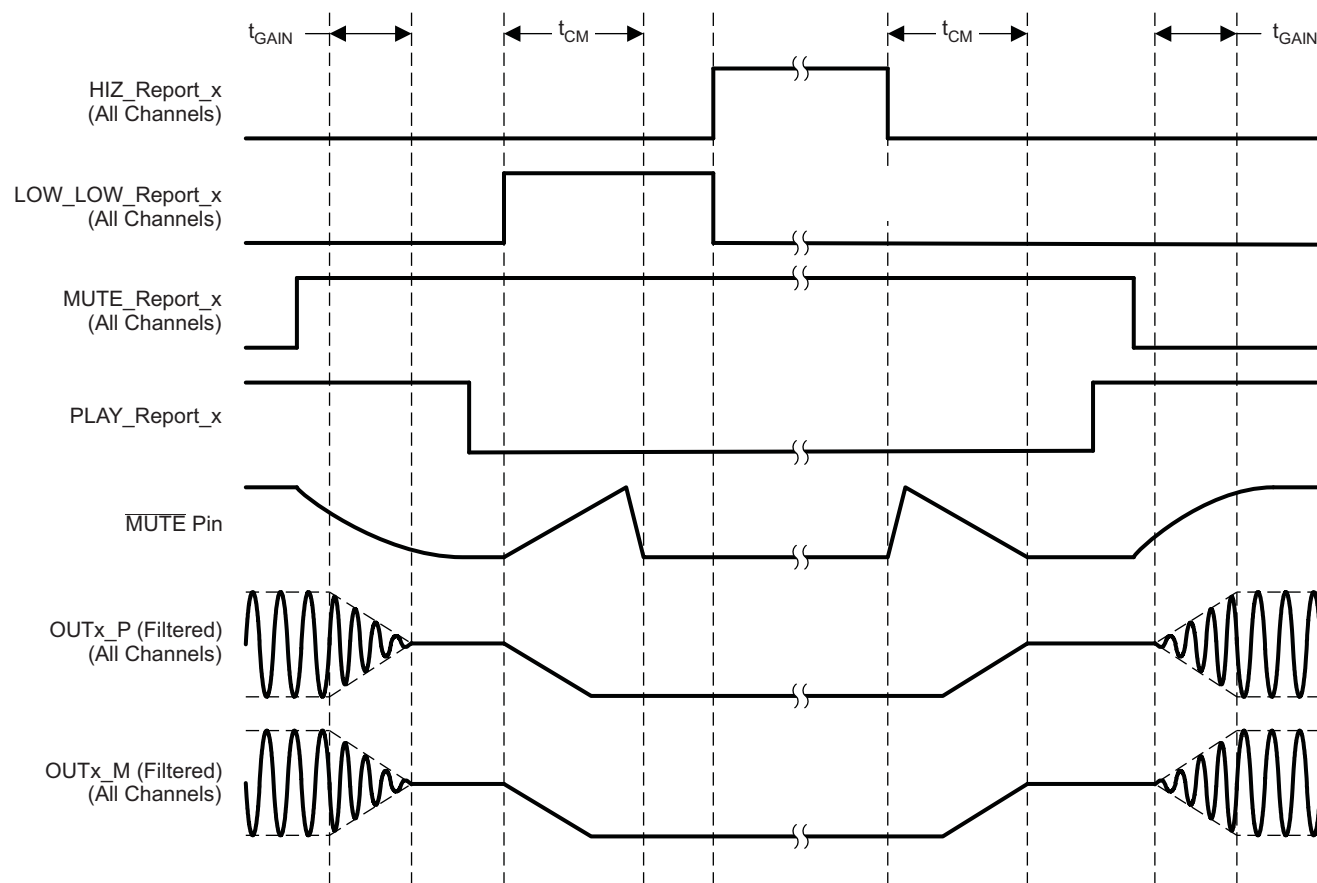 tGAIN
tCM
tCM
tGAIN
HIZ_Report_x
(All Channels)
LOW_LOW_Report_x
(All Channels)
MUTE_Report_x
(All Channels)
PLAY_Report_x
MUTE Pin
OUTx_P (Filtered)
(All Channels)
OUTx_M (Filtered)
(All Channels)